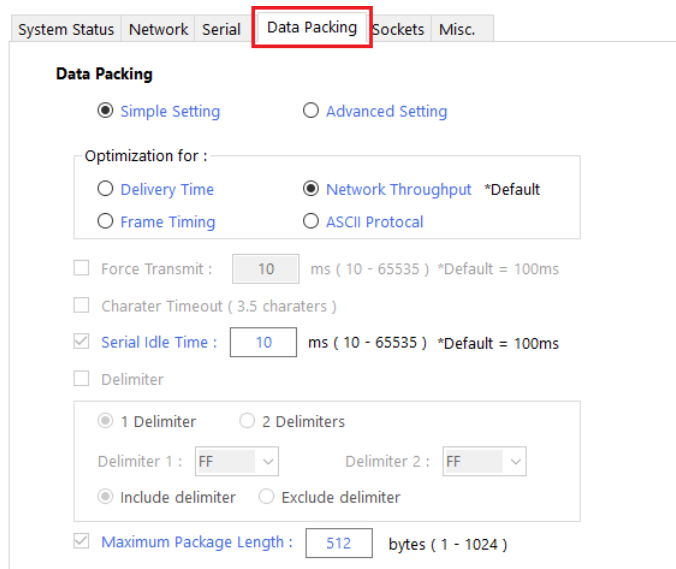 System Status Network Serial Data Packing Sockets Misc.
Data Packing
Simple Setting Advanced Setting
Optimization for :
Delivery Time Network Throughput *Default
Frame Timing ASCII Protocal
Force Transmit : 10 ms ( 10 - 65535 ) *Default = 100ms
Charater Timeout ( 3.5 charaters )
Serial Idle Time : 10 ms ( 10 - 65535 ) *Default = 100ms
Delimiter
1 Delimiter 2 Delimiters
Delimiter 1 : FF Delimiter 2 : FF
Include delimiter Exclude delimiter
Maximum Package Length : 512 bytes ( 1 - 1024 )